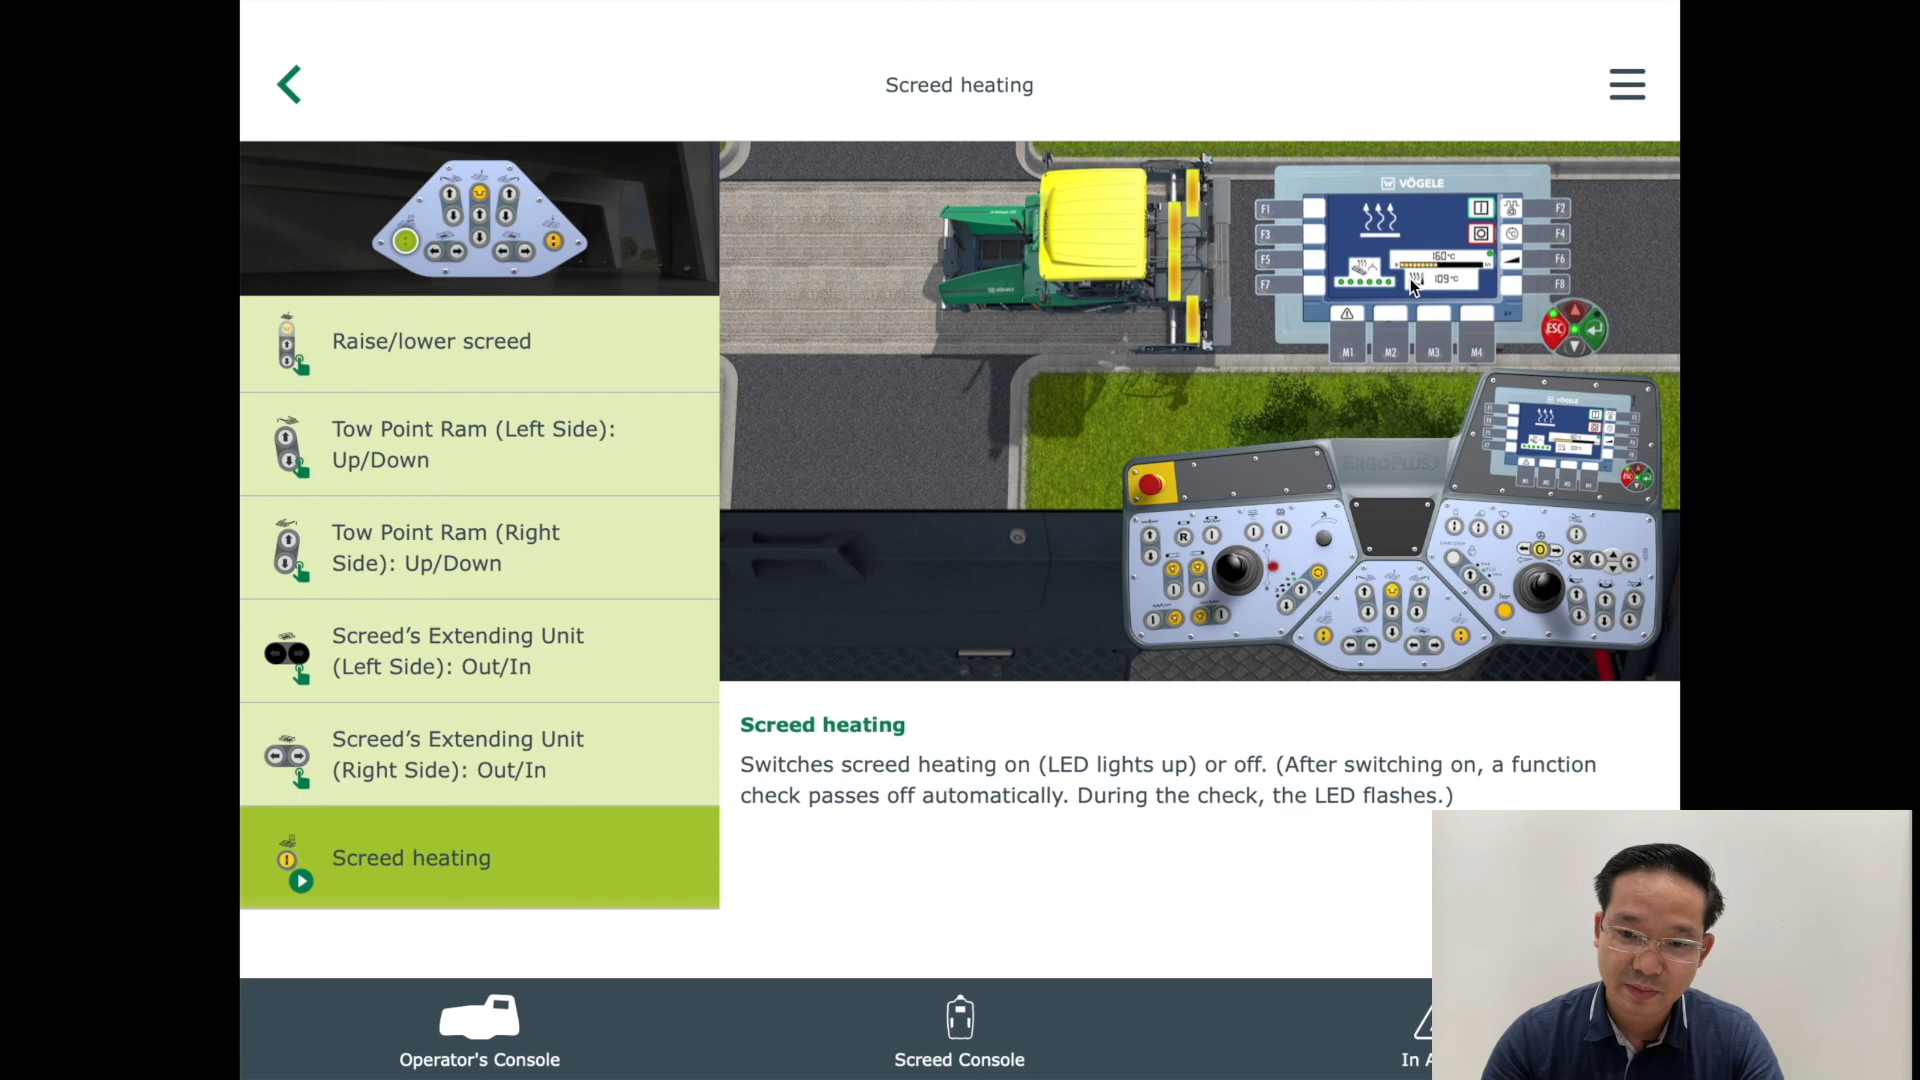 Screed heating
VÖGELE
F1
F2
F3
F4
F5
160°C
F6
F7
109°C
F8
ESC
M1
M2
M3
M4
Raise/lower screed
Tow Point Ram (Left Side):
Up/Down
Tow Point Ram (Right
Side): Up/Down
Screed’s Extending Unit
(Left Side): Out/In
Screed’s Extending Unit
(Right Side): Out/In
Screed heating
VÖGELE
ERGOPLUS
ESC
R
Screed heating
Switches screed heating on (LED lights up) or off. (After switching on, a function
check passes off automatically. During the check, the LED flashes.)
Operator's Console
Screed Console
In A